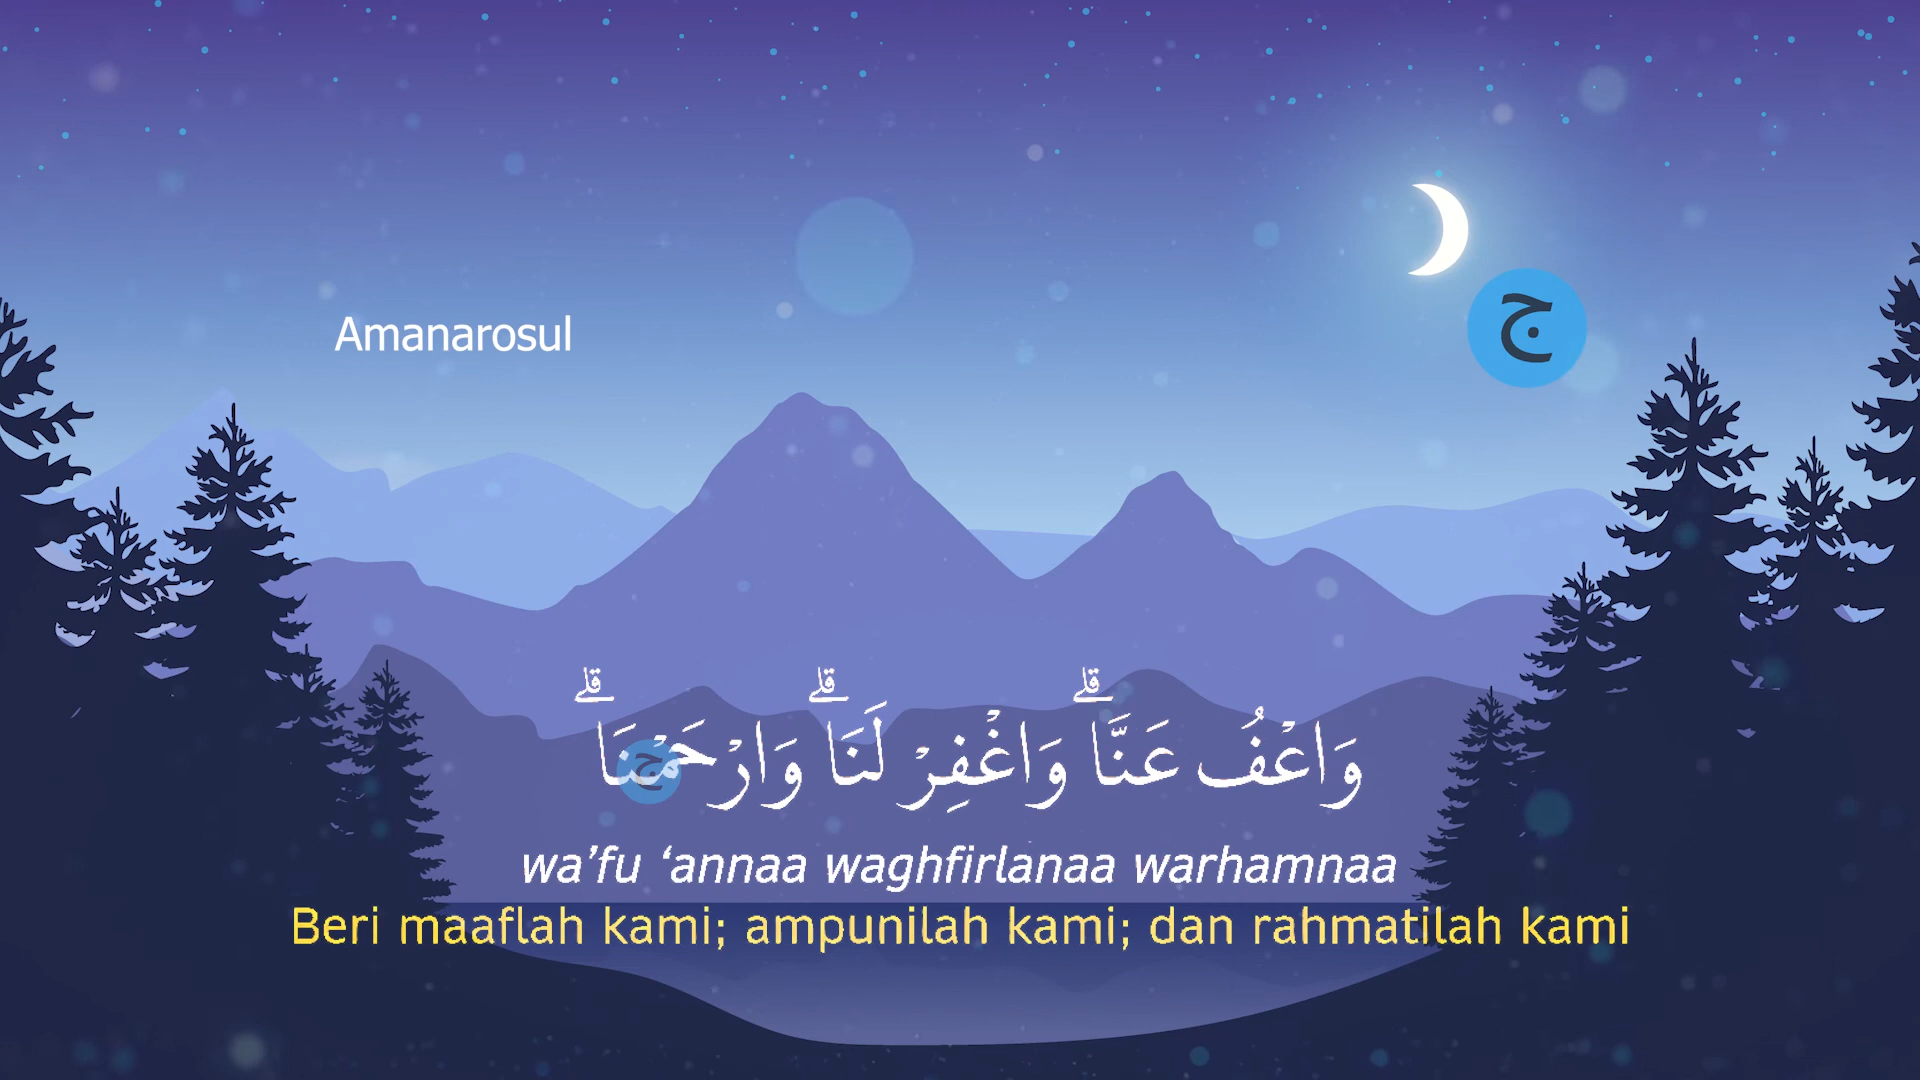 Amanarosul
ج
وَاعْفُ عَنَّاۗ وَاغْفِرْ لَنَاۗ وَارْحَمْنَاۗ
ج
wa’fu ‘annaa waghfirlanaa warhamnaa
Beri maaflah kami; ampunilah kami; dan rahmatilah kami